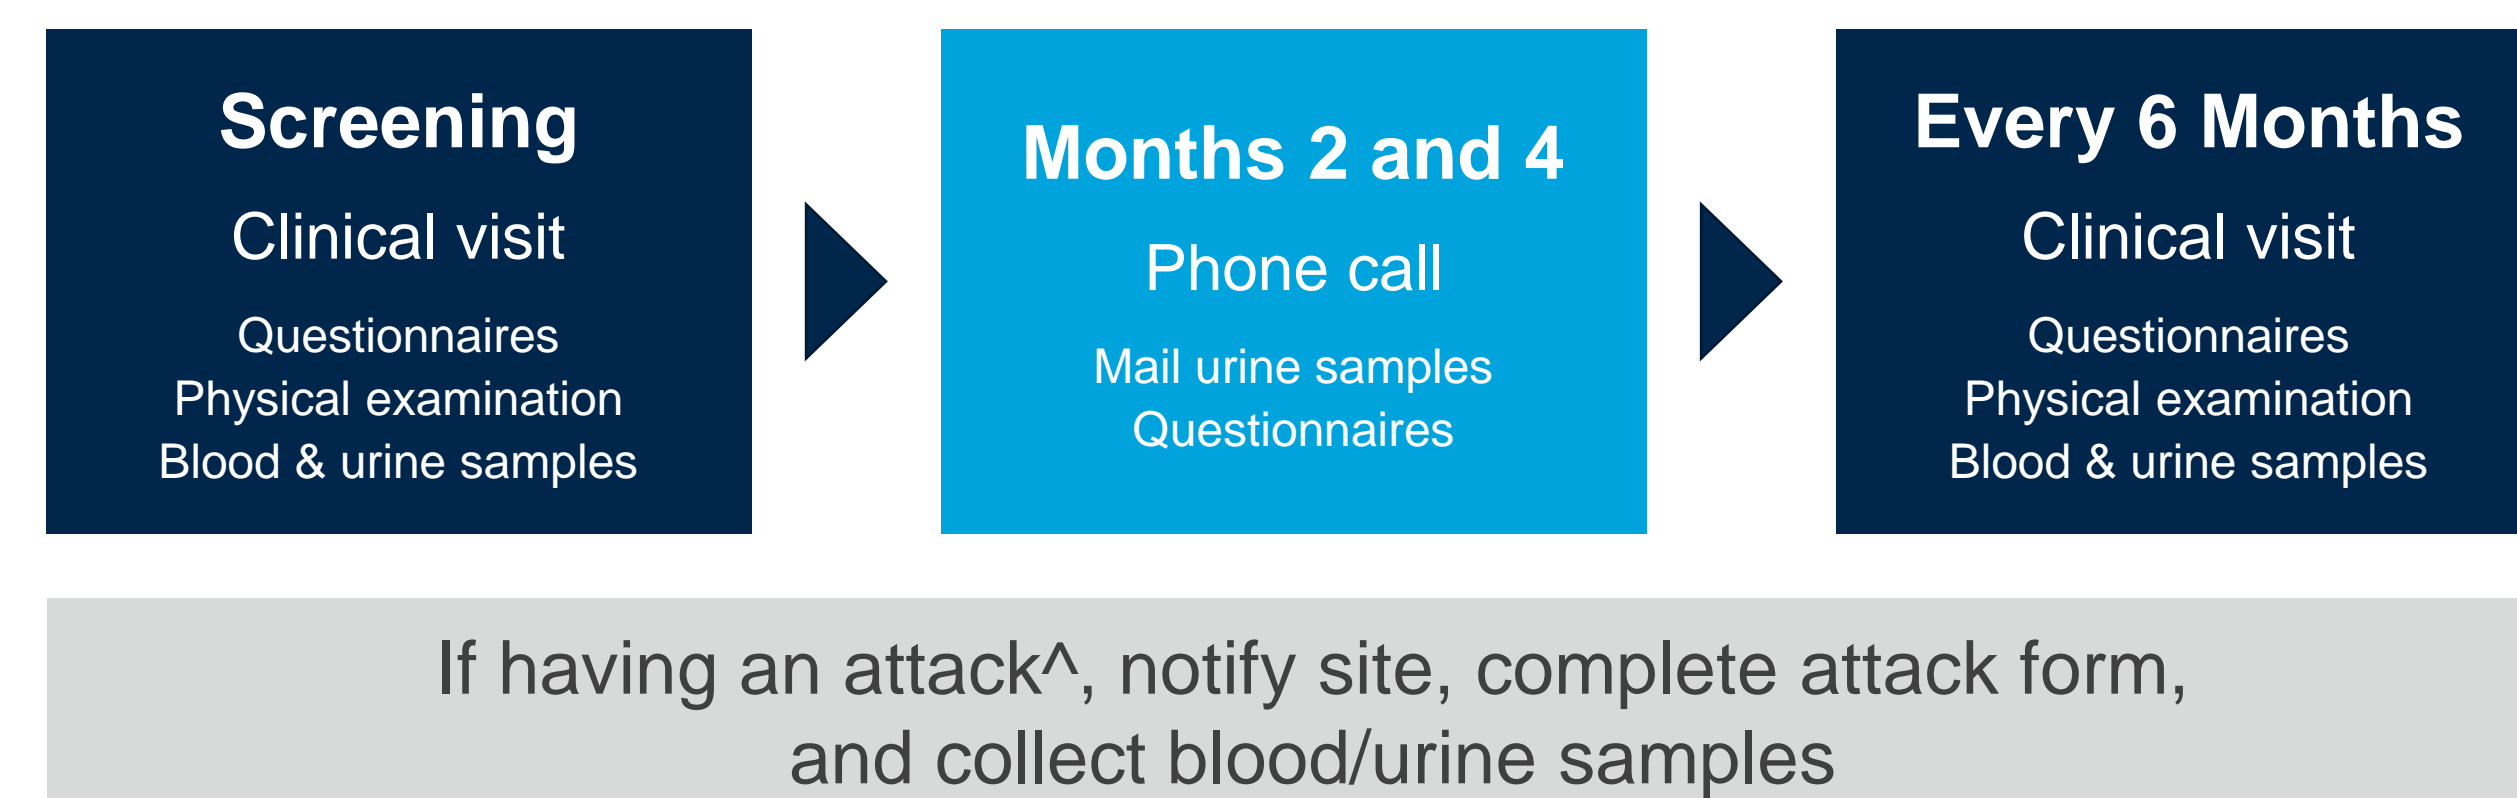 Screening
Clinical visit
Questionnaires
Physical examination
Blood & urine samples
Months 2 and 4
Phone call
Mail urine samples
Questionnaires
Every 6 Months
Clinical visit
Questionnaires
Physical examination
Blood & urine samples
If having an attack^, notify site, complete attack form,
and collect blood/urine samples